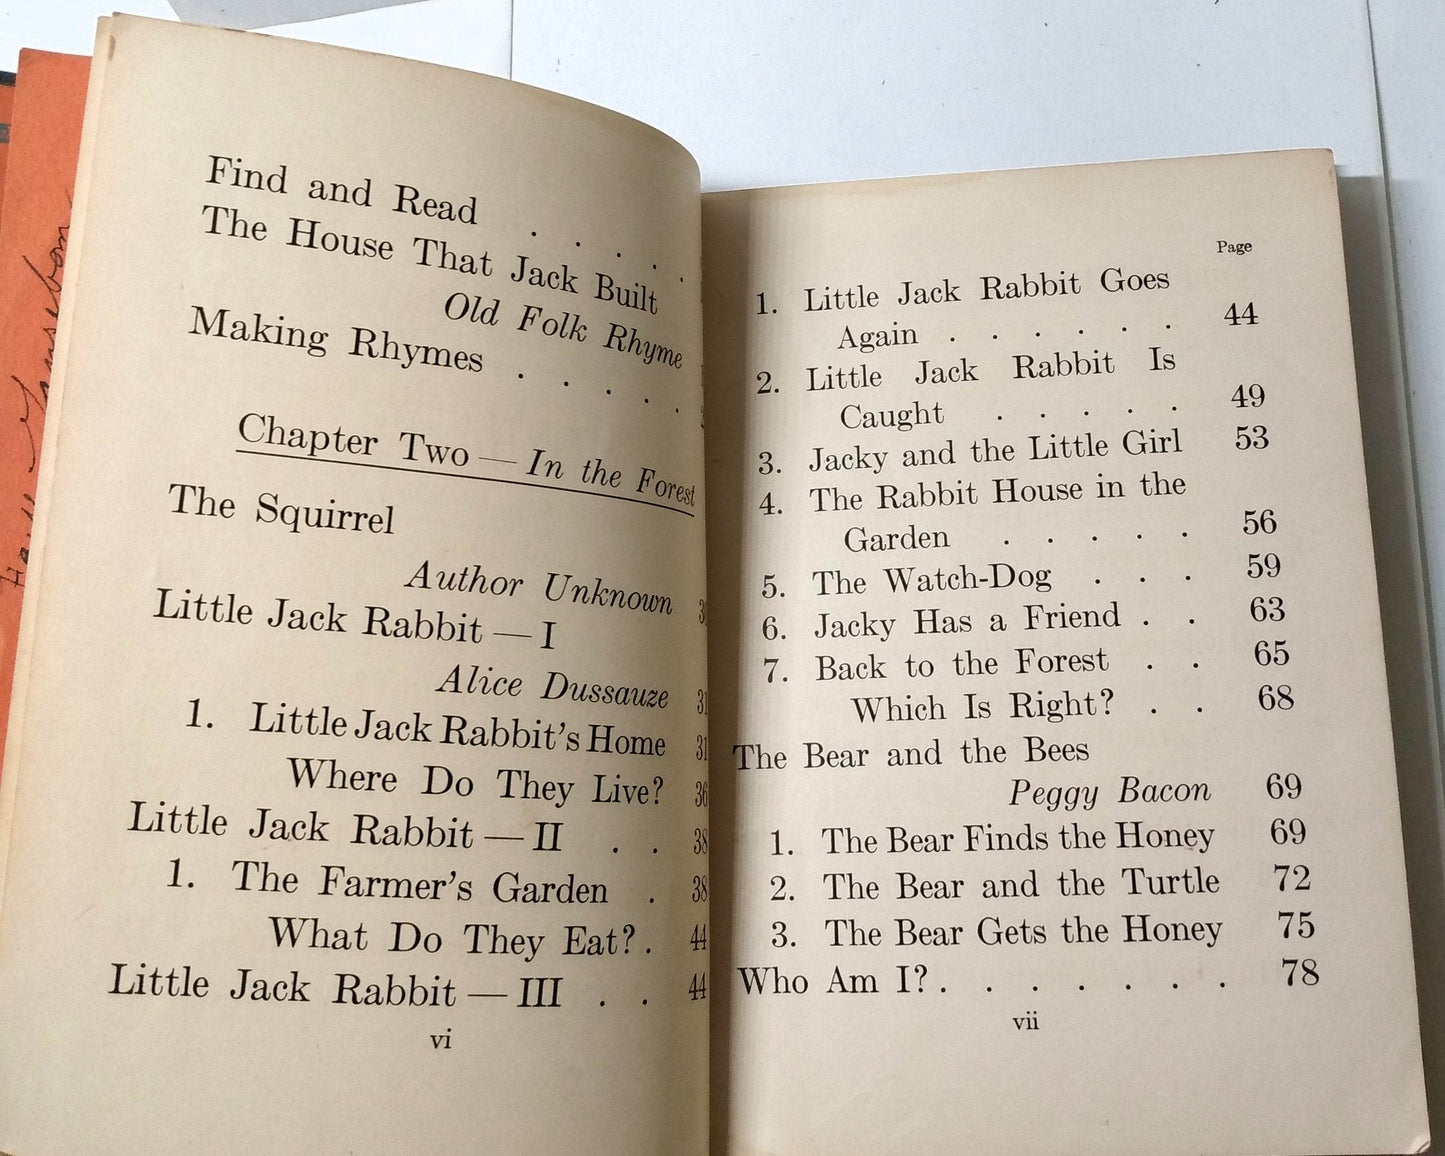 Find and Read . . . . .
The House That Jack Built
Old Folk Rhyme
Making Rhymes . . . . .
Chapter Two — In the Forest
The Squirrel
Author Unknown
Little Jack Rabbit — I
Alice Dussauze 31
1. Little Jack Rabbit's Home 31
Where Do They Live? 36
Little Jack Rabbit — II . . 38
1. The Farmer's Garden . 38
What Do They Eat? . 44
Little Jack Rabbit — III . . 44
vi
Page
1. Little Jack Rabbit Goes
Again . . . . . . 44
2. Little Jack Rabbit Is
Caught . . . . . 49
3. Jacky and the Little Girl 53
4. The Rabbit House in the
Garden . . . . . 56
5. The Watch-Dog . . . 59
6. Jacky Has a Friend . . 63
7. Back to the Forest . . 65
Which Is Right? . . 68
The Bear and the Bees
Peggy Bacon 69
1. The Bear Finds the Honey 69
2. The Bear and the Turtle 72
3. The Bear Gets the Honey 75
Who Am I? . . . . . . . 78
vii